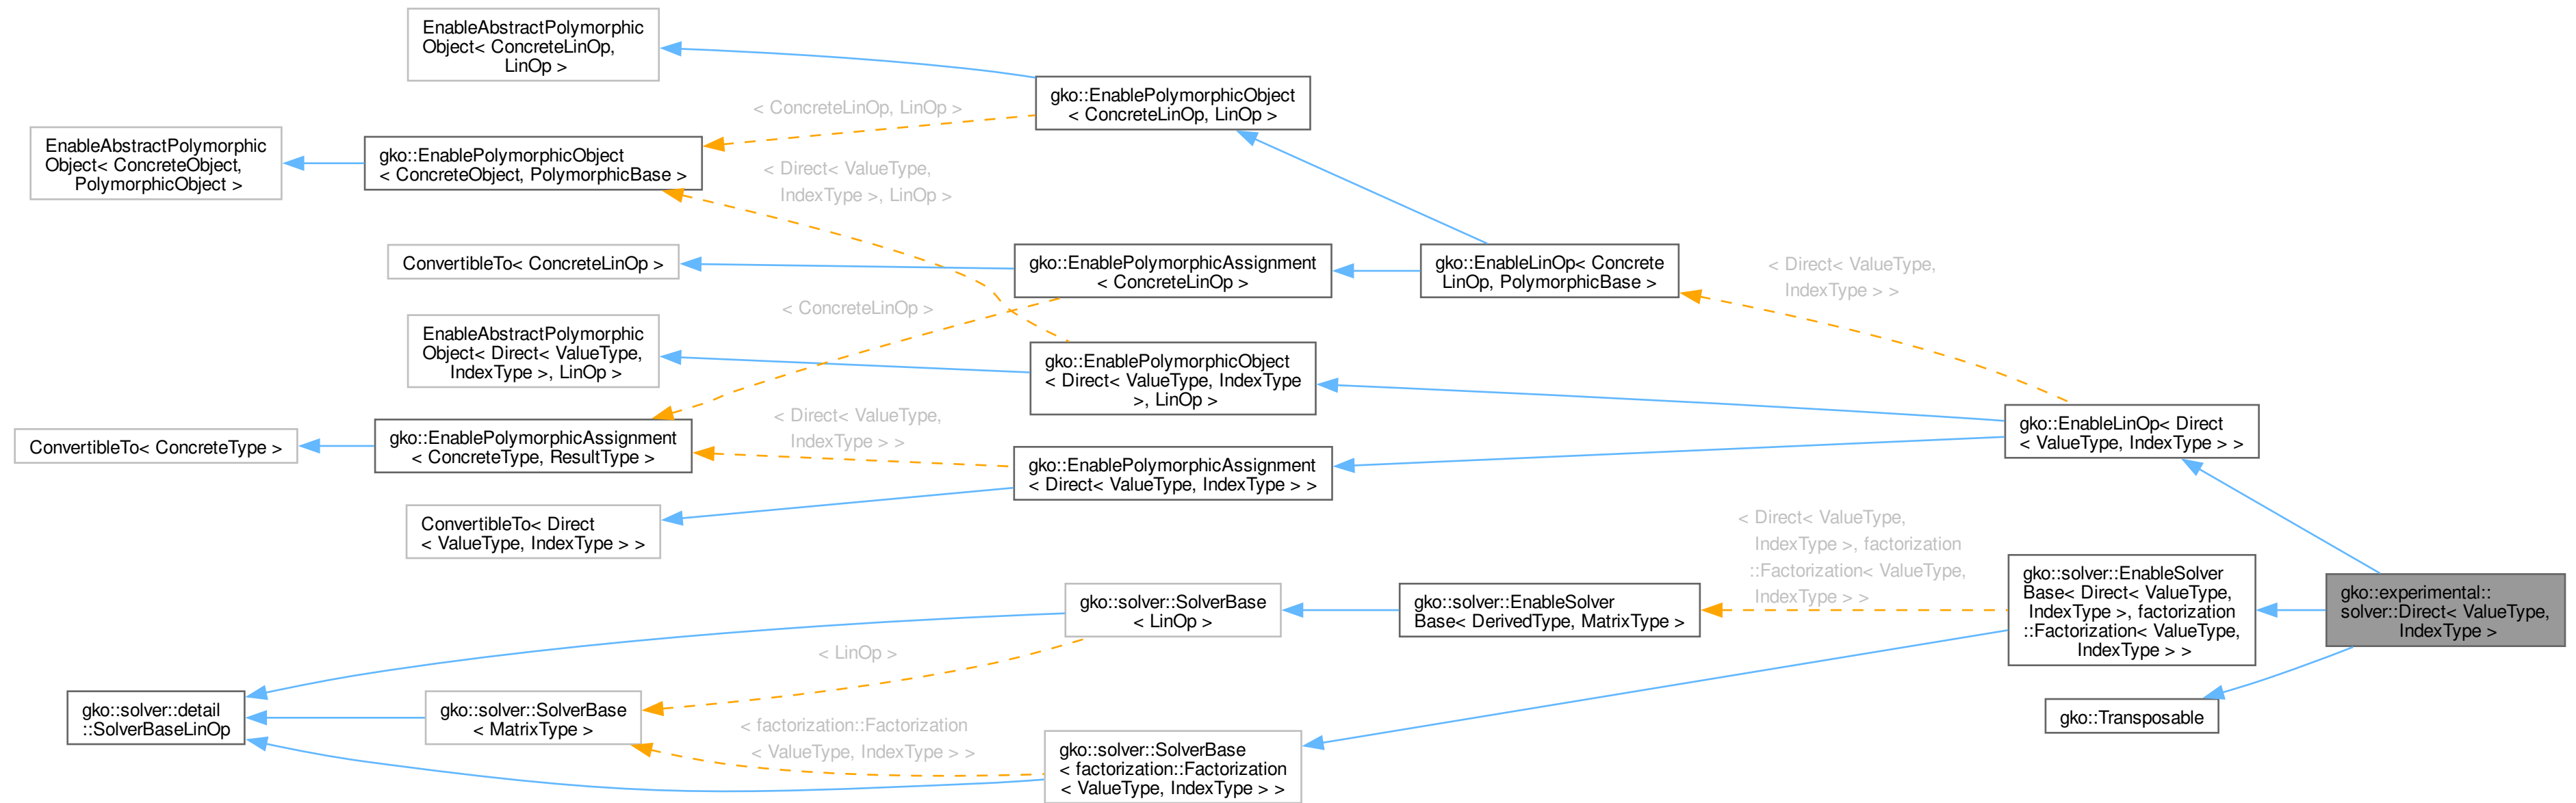 EnableAbstractPolymorphic
Object< ConcreteLinOp,
LinOp >
gko::EnablePolymorphicObject
< ConcreteLinOp, LinOp >
< ConcreteLinOp, LinOp >
EnableAbstractPolymorphic
Object< ConcreteObject,
PolymorphicObject >
gko::EnablePolymorphicObject
< ConcreteObject, PolymorphicBase >
< Direct< ValueType,
IndexType >, LinOp >
ConvertibleTo< ConcreteLinOp >
gko::EnablePolymorphicAssignment
< ConcreteLinOp >
gko::EnableLinOp< Concrete
LinOp, PolymorphicBase >
< Direct< ValueType,
IndexType > >
< ConcreteLinOp >
EnableAbstractPolymorphic
Object< Direct< ValueType,
IndexType >, LinOp >
gko::EnablePolymorphicObject
< Direct< ValueType, IndexType
>, LinOp >
< Direct< ValueType,
IndexType > >
ConvertibleTo< ConcreteType >
gko::EnablePolymorphicAssignment
< ConcreteType, ResultType >
gko::EnablePolymorphicAssignment
< Direct< ValueType, IndexType > >
gko::EnableLinOp< Direct
< ValueType, IndexType > >
ConvertibleTo< Direct
< ValueType, IndexType > >
< Direct< ValueType,
IndexType >, factorization
::Factorization< ValueType,
IndexType > >
gko::solver::SolverBase
< LinOp >
gko::solver::EnableSolver
Base< DerivedType, MatrixType >
gko::solver::EnableSolver
Base< Direct< ValueType,
IndexType >, factorization
::Factorization< ValueType,
IndexType > >
gko::experimental::
solver::Direct< ValueType,
IndexType >
< LinOp >
gko::solver::detail
::SolverBaseLinOp
gko::solver::SolverBase
< MatrixType >
< factorization::Factorization
< ValueType, IndexType > >
gko::solver::SolverBase
< factorization::Factorization
< ValueType, IndexType > >
gko::Transposable